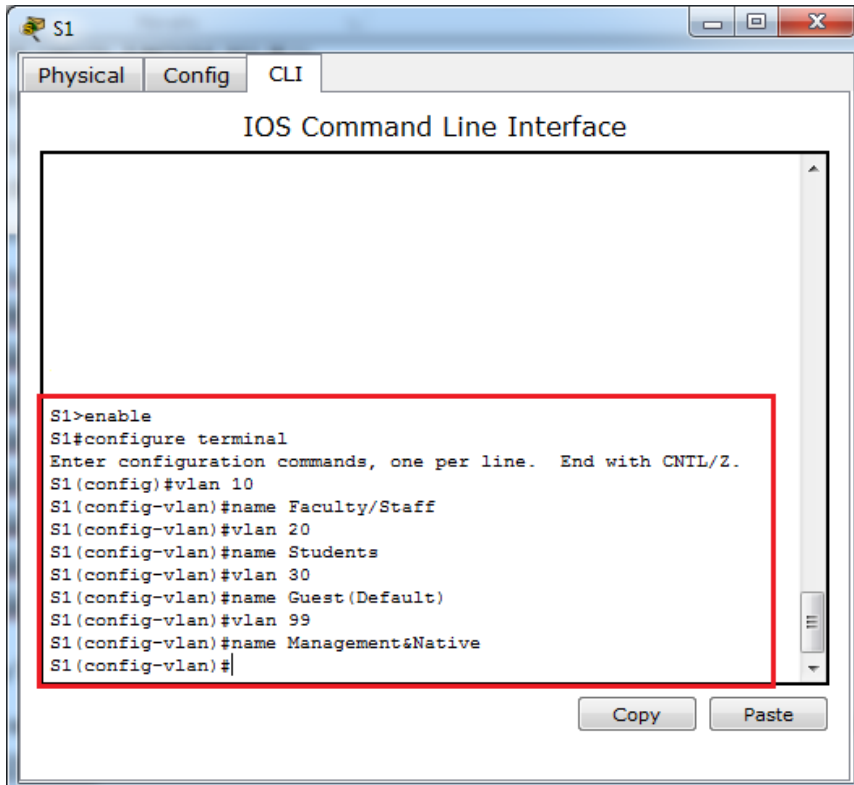 S1
Physical Config CLI
IOS Command Line Interface
S1>enable
S1#configure terminal
Enter configuration commands, one per line.  End with CNTL/Z.
S1(config)#vlan 10
S1(config-vlan)#name Faculty/Staff
S1(config-vlan)#vlan 20
S1(config-vlan)#name Students
S1(config-vlan)#vlan 30
S1(config-vlan)#name Guest(Default)
S1(config-vlan)#vlan 99
S1(config-vlan)#name Management&Native
S1(config-vlan)#
Copy Paste